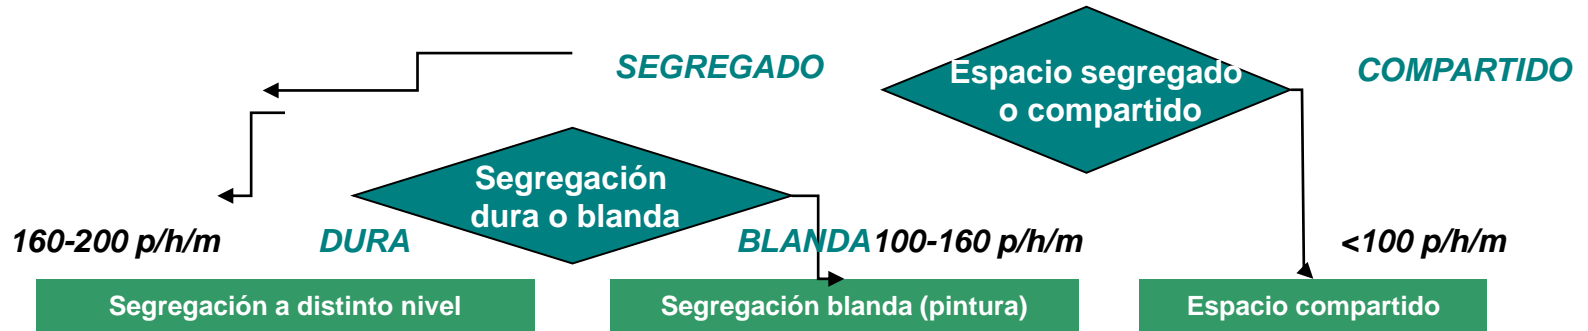 SEGREGADO
Espacio segregado
o compartido
COMPARTIDO
Segregación
dura o blanda
160-200 p/h/m
DURA
BLANDA
100-160 p/h/m
<100 p/h/m
Segregación a distinto nivel
Segregación blanda (pintura)
Espacio compartido